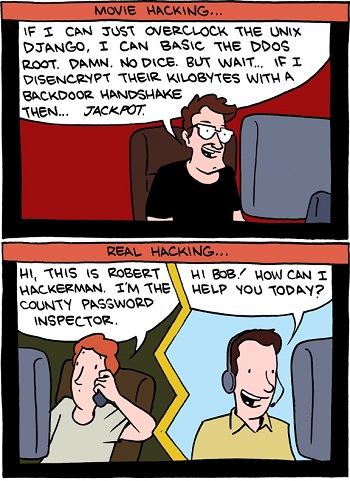 MOVIE HACKING...
IF I CAN JUST OVERCLOCK THE UNIX
DJANGO, I CAN BASIC THE DDOS
ROOT. DAMN. NO DICE. BUT WAIT... IF I
DISENCRYPT THEIR KILOBYTES WITH A
BACKDOOR HANDSHAKE
THEN... JACKPOT.
REAL HACKING...
HI, THIS IS ROBERT
HACKERMAN. I'M THE
COUNTY PASSWORD
INSPECTOR.
HI BOB! HOW CAN I
HELP YOU TODAY?